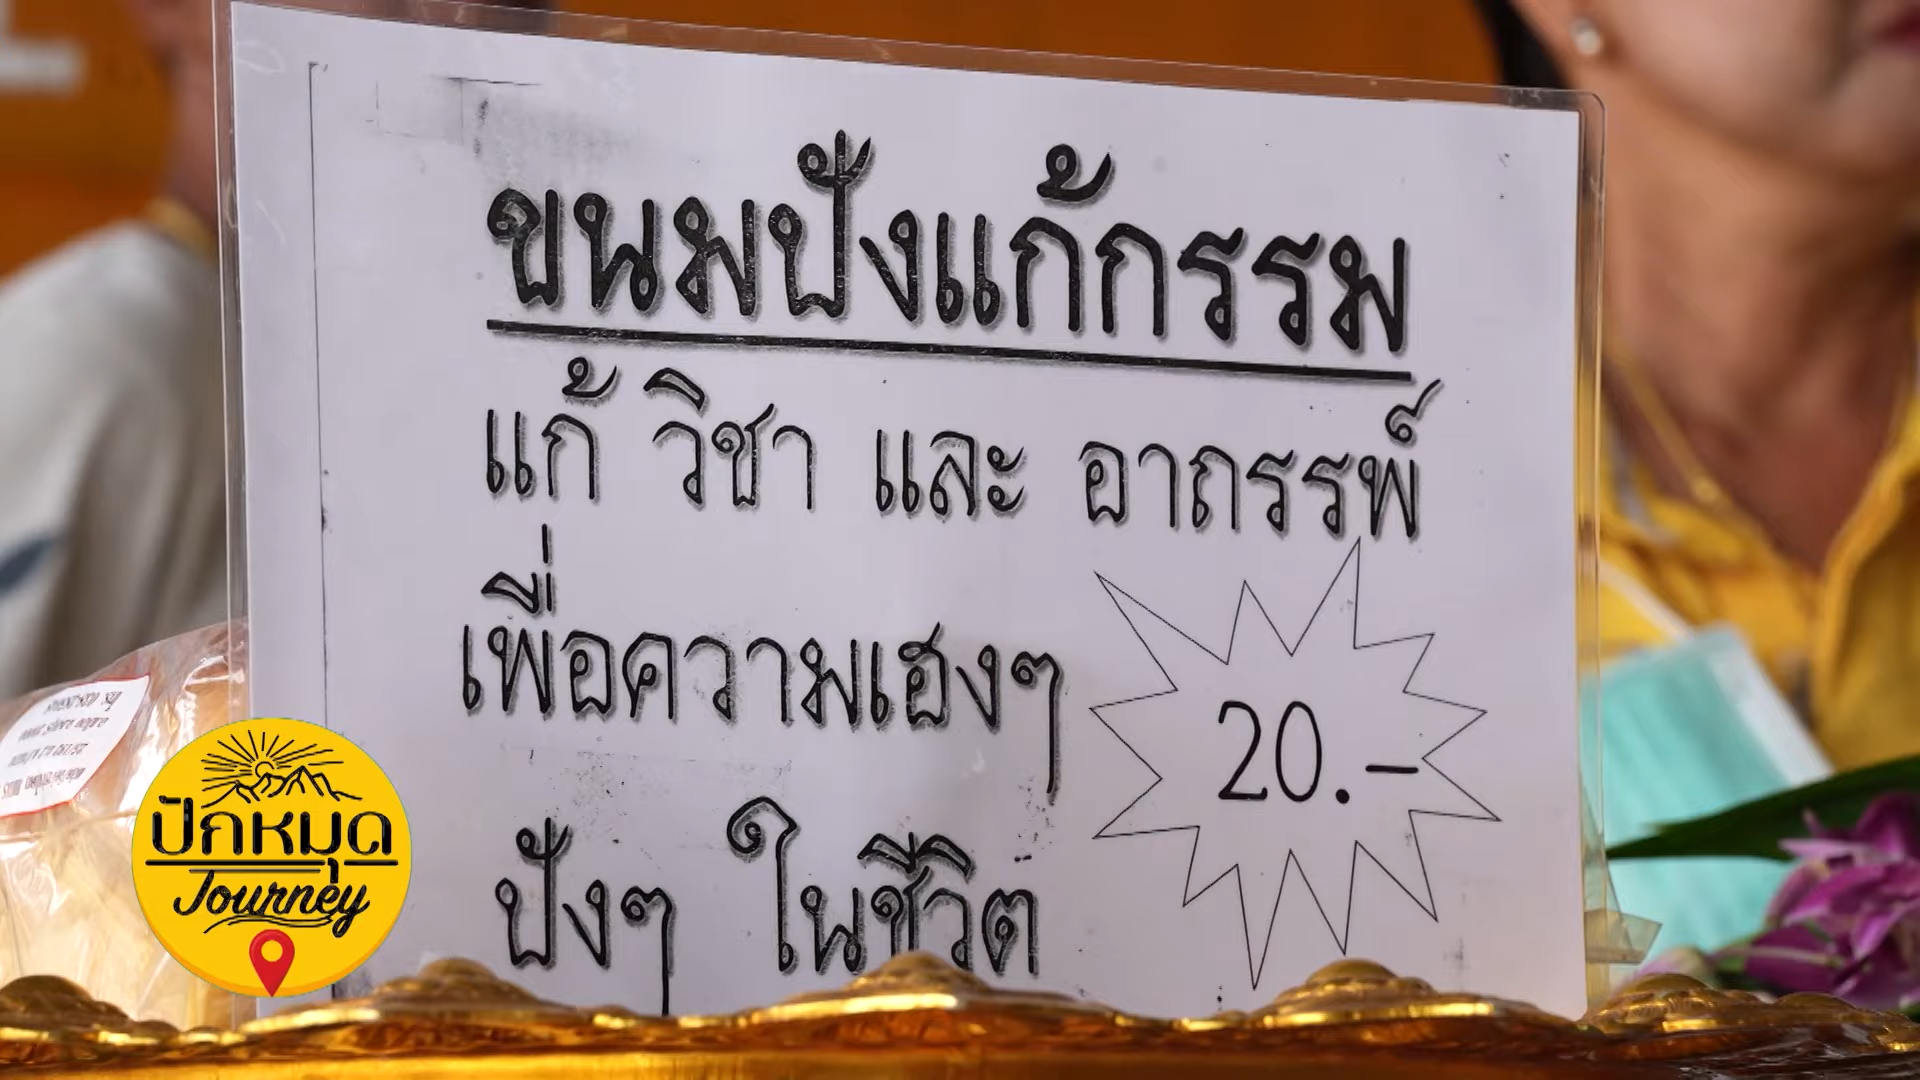 ขนมปังแก้กรรม
แก้ วิชา และ อาถรรพ์
เพื่อความเฮงๆ
20.-
ปังๆ ในชีวิต
ปักหมุด
Journey